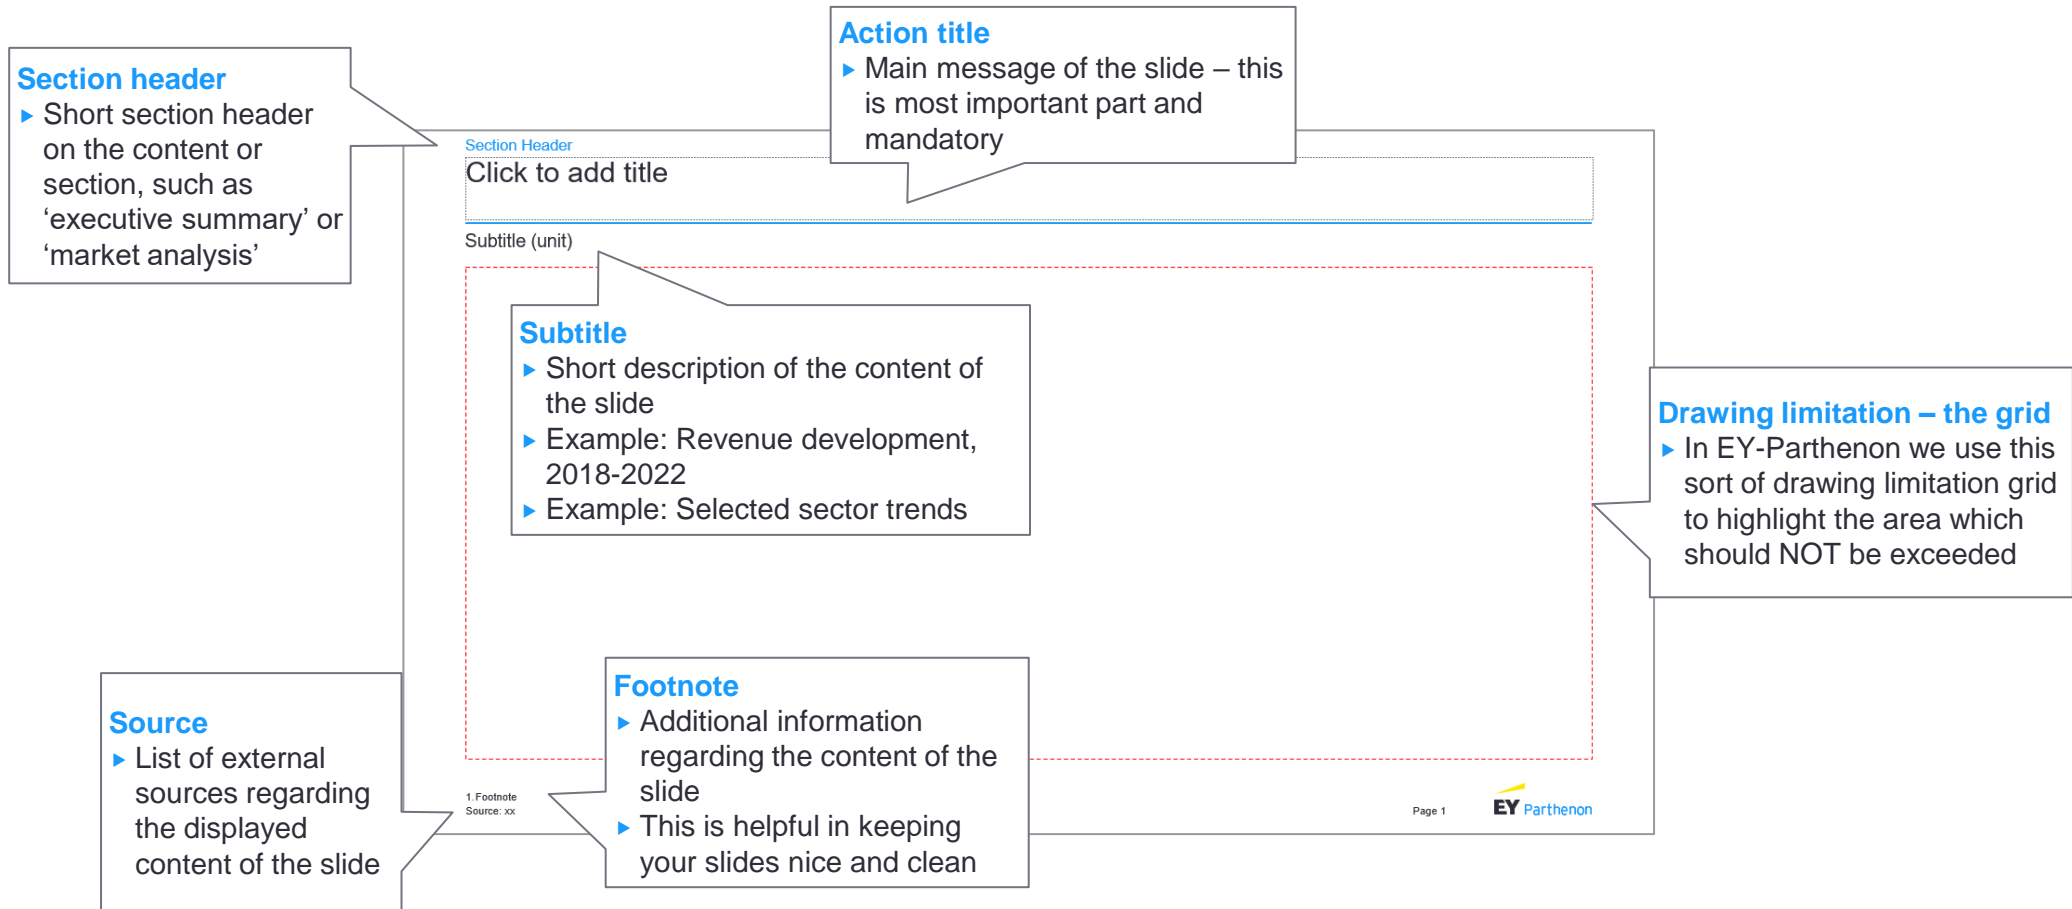 Action title
► Main message of the slide – this
is most important part and
mandatory
Section header
► Short section header
on the content or
section, such as
‘executive summary’ or
‘market analysis’
Section Header
Click to add title
Subtitle (unit)
Subtitle
► Short description of the content of
the slide
► Example: Revenue development,
2018-2022
► Example: Selected sector trends
Drawing limitation – the grid
► In EY-Parthenon we use this
sort of drawing limitation grid
to highlight the area which
should NOT be exceeded
Source
► List of external
sources regarding
the displayed
content of the slide
Footnote
► Additional information
regarding the content of the
slide
► This is helpful in keeping
your slides nice and clean
1. Footnote
Source: xx
Page 1
EY Parthenon